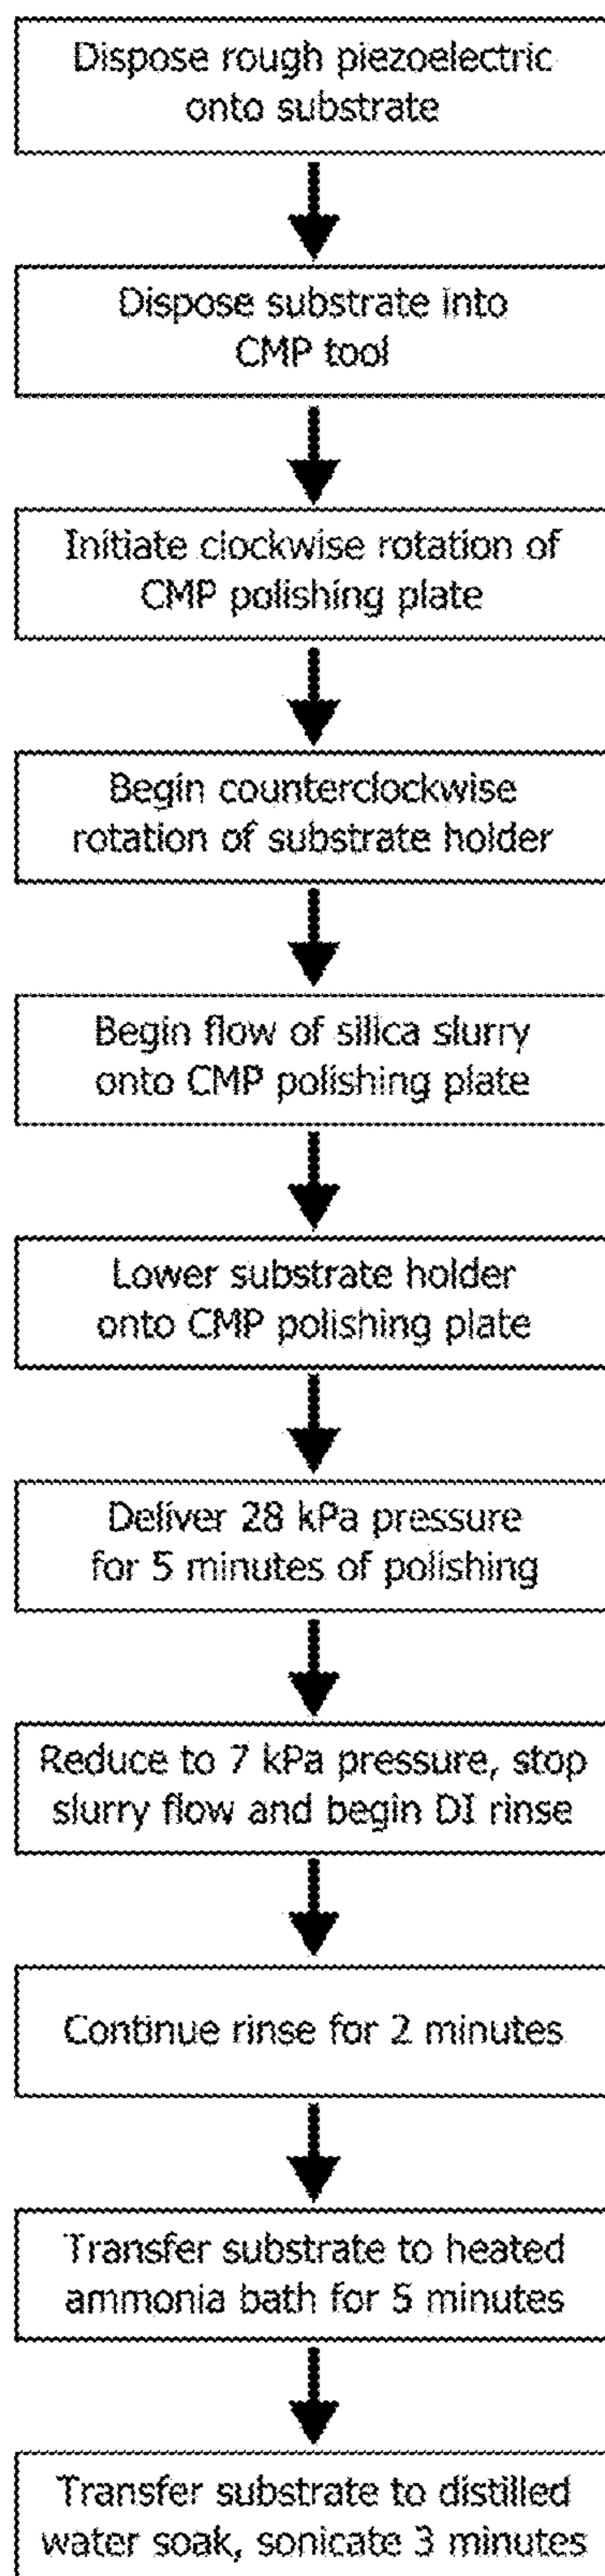 Dispose rough piezoelectric
onto substrate
Dispose substrate into
CMP tool
Initiate clockwise rotation of
CMP polishing plate
Begin counterclockwise
rotation of substrate holder
Begin flow of silica slurry
onto CMP polishing plate
Lower substrate holder
onto CMP polishing plate
Deliver 28 kPa pressure
for 5 minutes of polishing
Reduce to 7 kPa pressure, stop
slurry flow and begin DI rinse
Continue rinse for 2 minutes
Transfer substrate to heated
ammonia bath for 5 minutes
Transfer substrate to distilled
water soak, sonicate 3 minutes